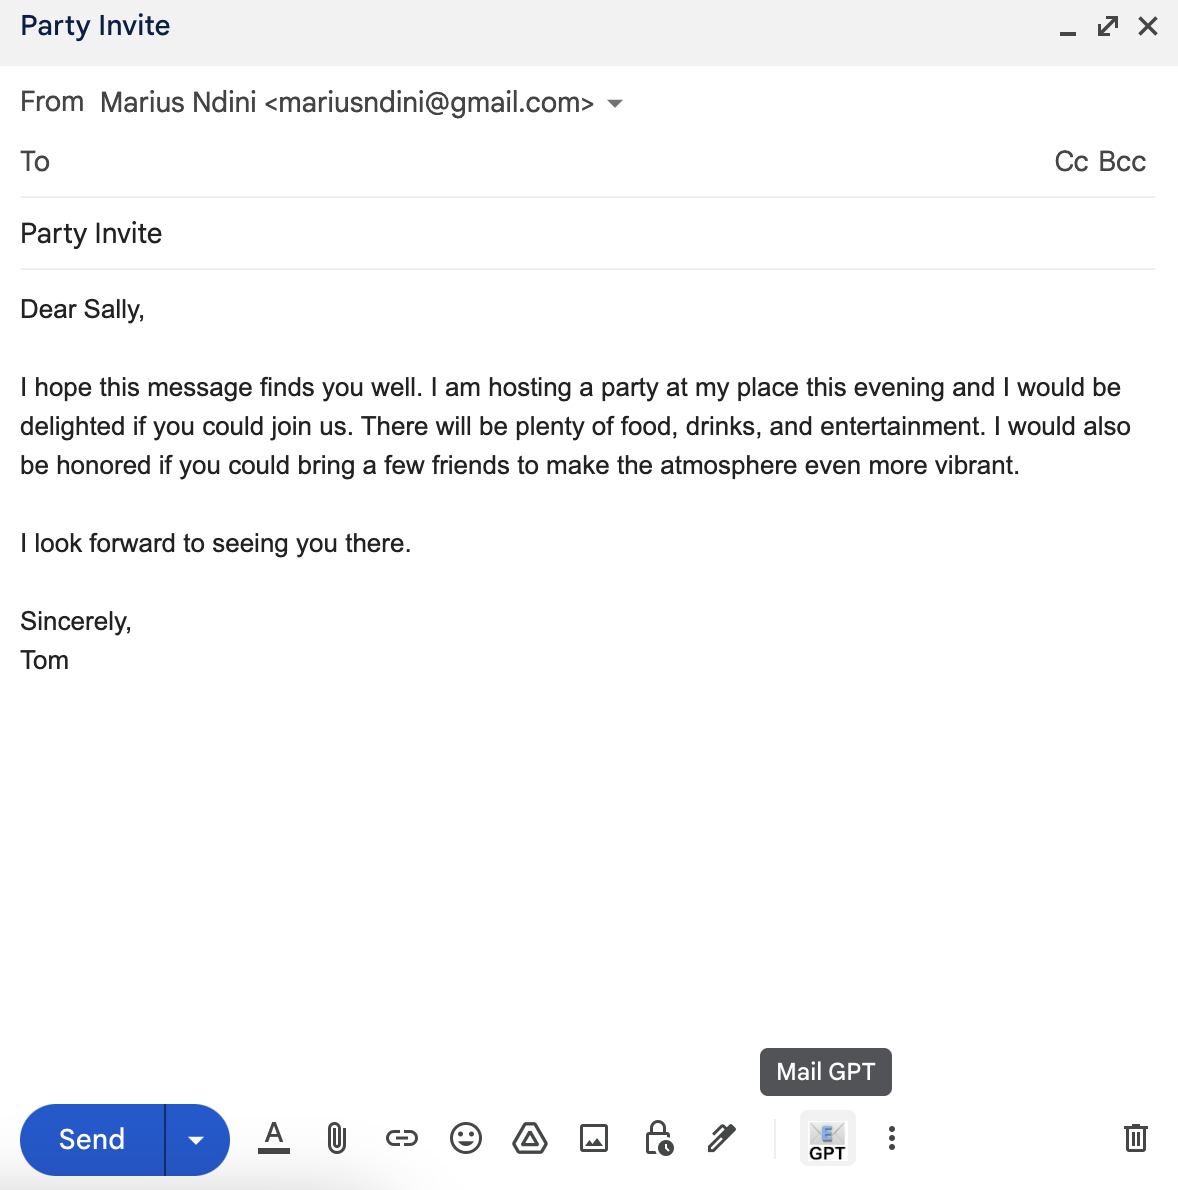 Party Invite
From Marius Ndini <mariusndini@gmail.com>
To Cc Bcc
Party Invite
Dear Sally,
I hope this message finds you well. I am hosting a party at my place this evening and I would be
delighted if you could join us. There will be plenty of food, drinks, and entertainment. I would also
be honored if you could bring a few friends to make the atmosphere even more vibrant.
I look forward to seeing you there.
Sincerely,
Tom
Mail GPT
Send A E
GPT